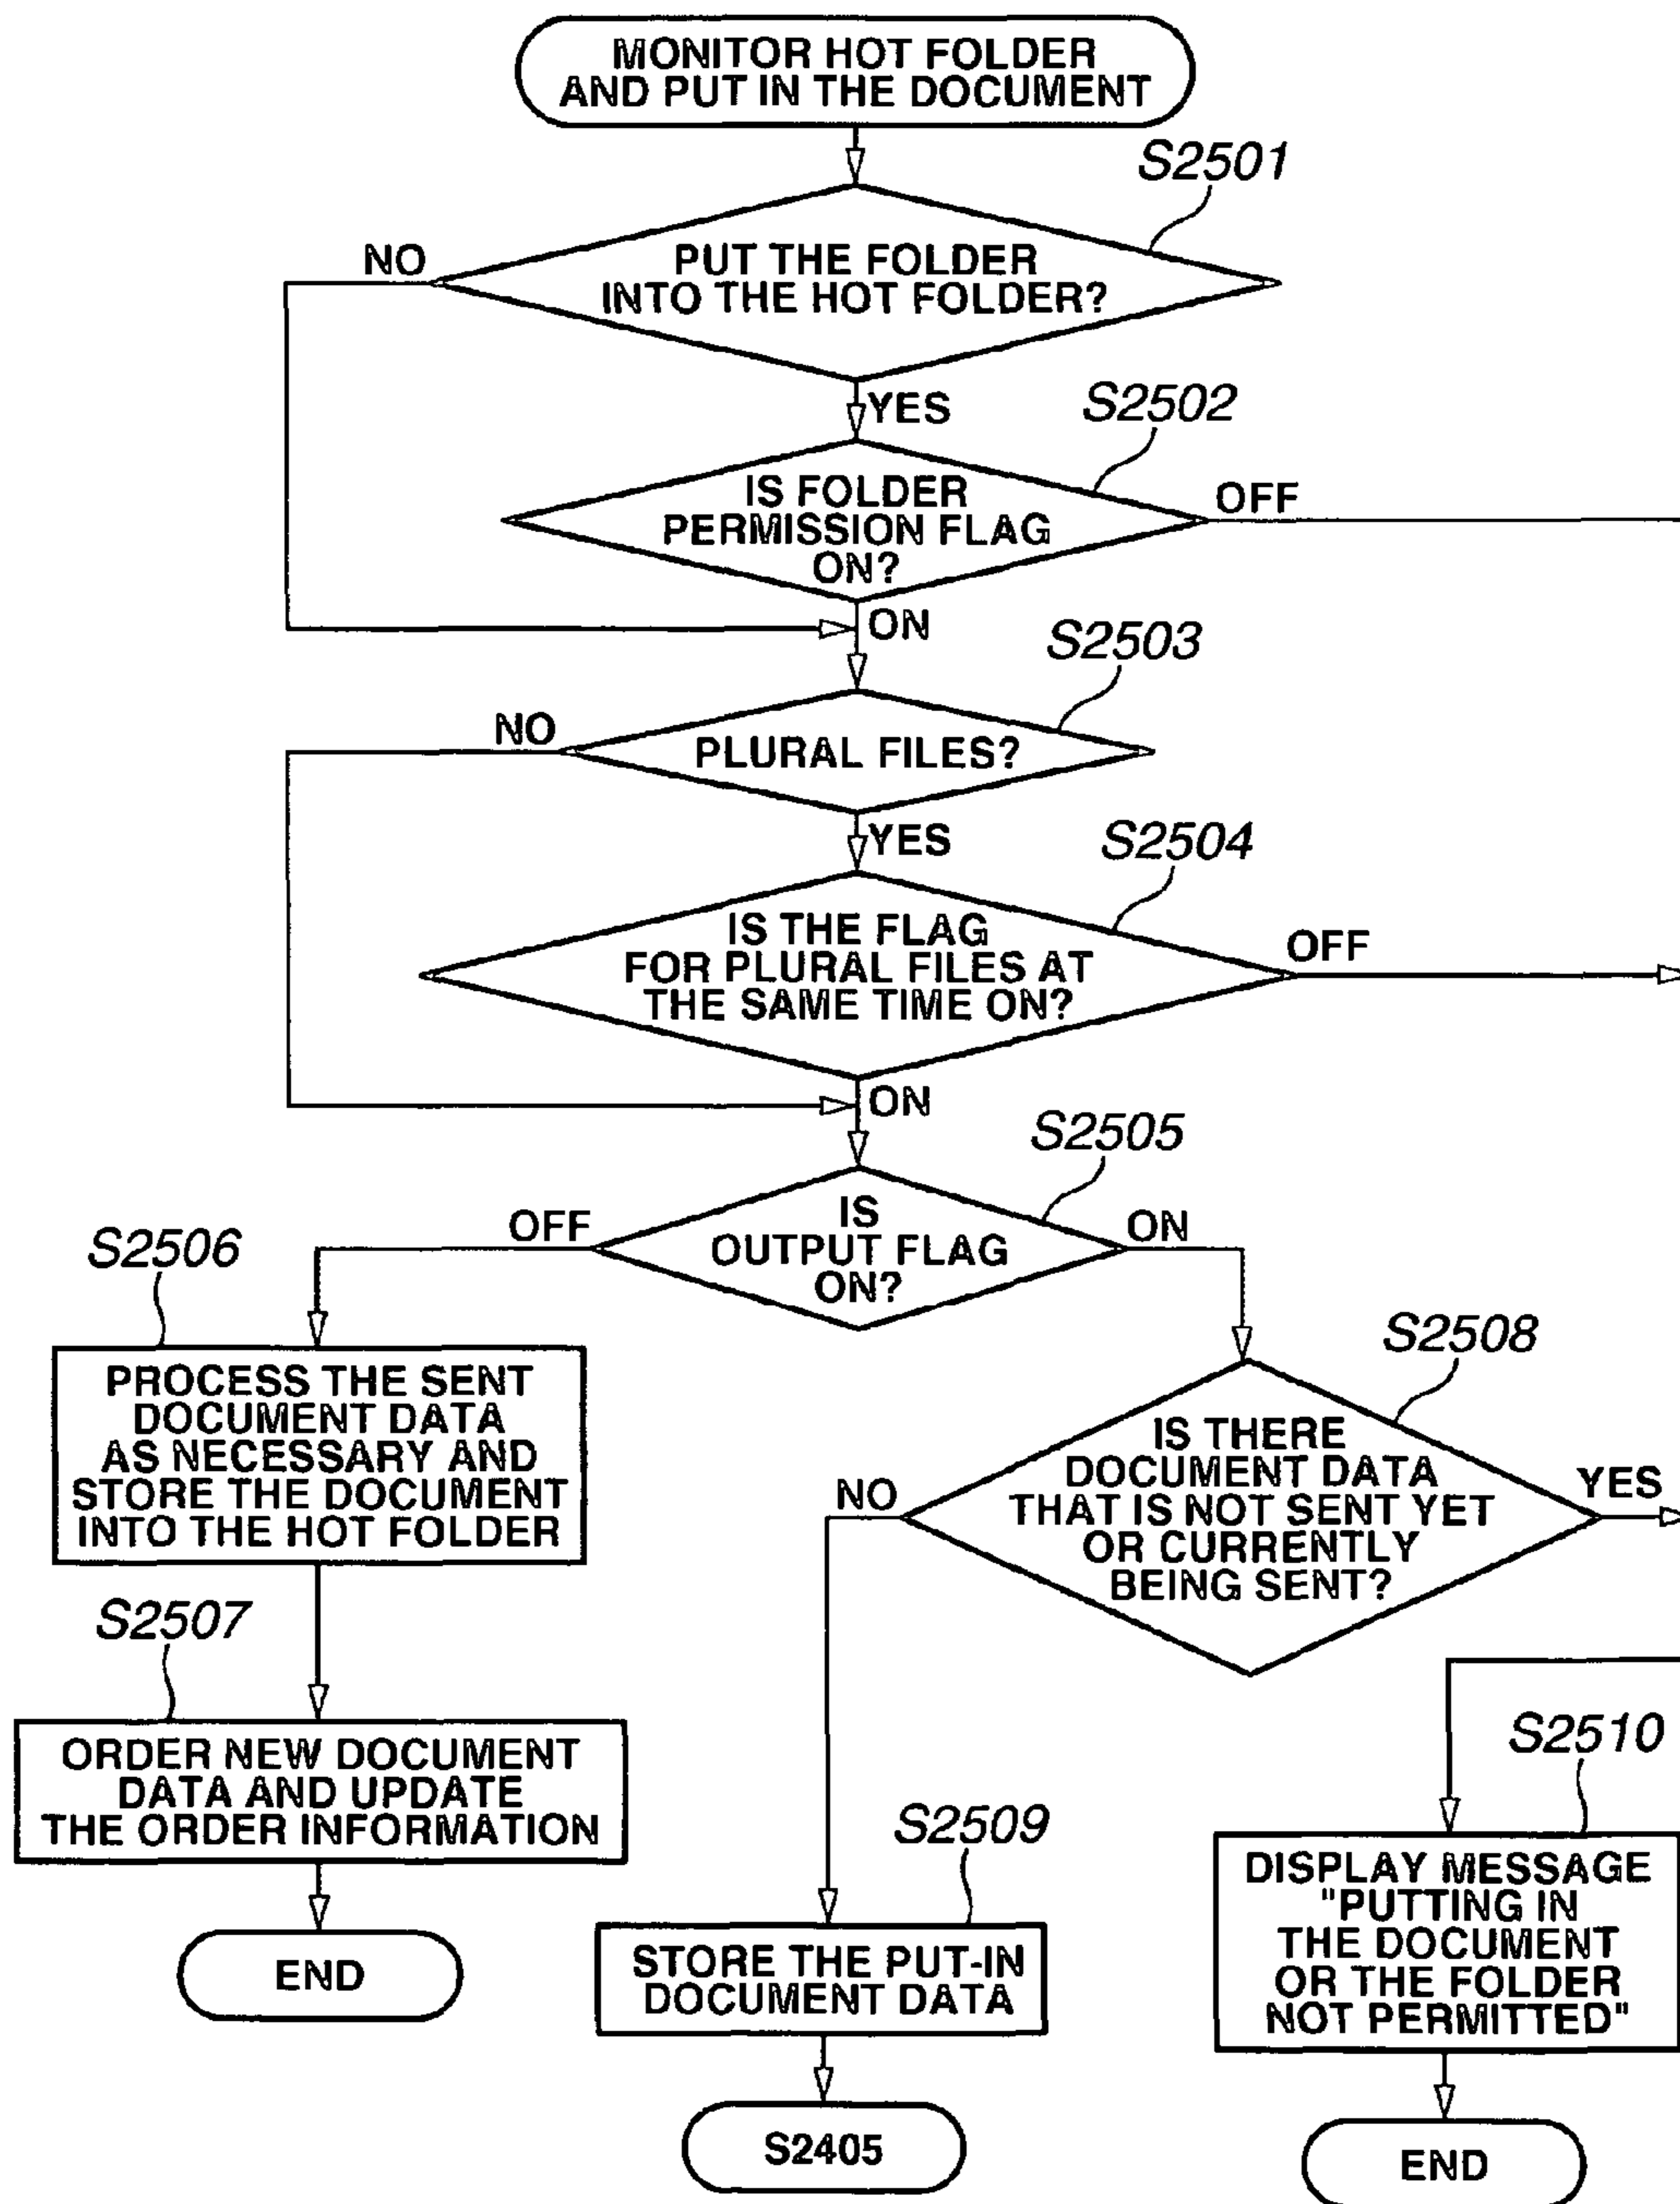 MONITOR HOT FOLDER
AND PUT IN THE DOCUMENT
S2501
NO
PUT THE FOLDER
INTO THE HOT FOLDER?
YES
S2502
IS FOLDER
PERMISSION FLAG
ON?
OFF
ON
S2503
NO
PLURAL FILES?
YES
S2504
IS THE FLAG
FOR PLURAL FILES AT
THE SAME TIME ON?
OFF
ON
S2505
OFF
IS
OUTPUT FLAG
ON?
ON
S2506
PROCESS THE SENT
DOCUMENT DATA
AS NECESSARY AND
STORE THE DOCUMENT
INTO THE HOT FOLDER
S2508
NO
IS THERE
DOCUMENT DATA
THAT IS NOT SENT YET
OR CURRENTLY
BEING SENT?
YES
S2507
ORDER NEW DOCUMENT
DATA AND UPDATE
THE ORDER INFORMATION
END
S2509
STORE THE PUT-IN
DOCUMENT DATA
S2405
S2510
DISPLAY MESSAGE
"PUTTING IN
THE DOCUMENT
OR THE FOLDER
NOT PERMITTED"
END